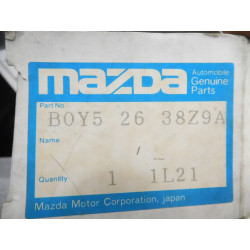 mazda Automobile
Genuine
Parts
Part No.
B0Y5 26 38Z9A
Name
/ _
Quantity
1 1L21
Mazda Motor Corporation, japan